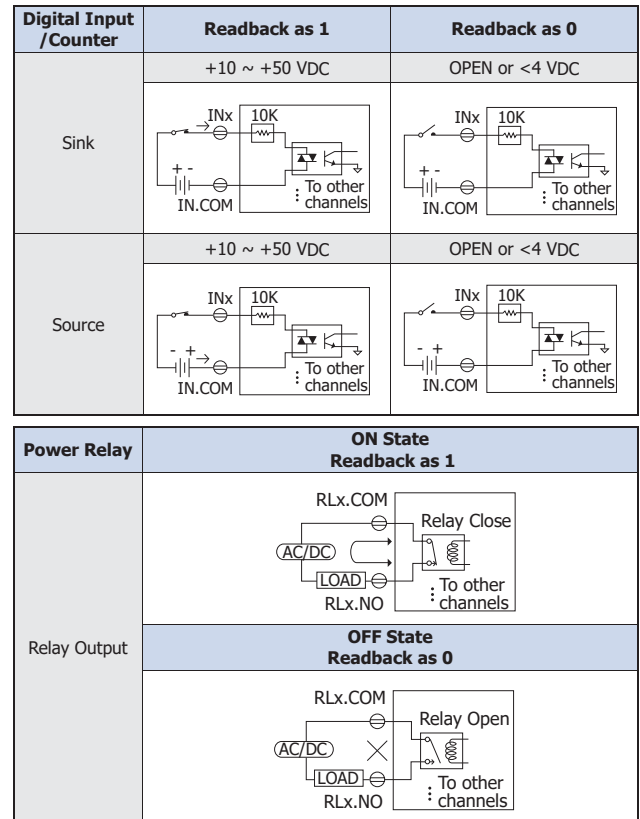 Digital Input
/Counter
Readback as 1
Readback as 0
Sink
+10 ~ +50 VDC
OPEN or <4 VDC
INx
10K
+ -
IN.COM
To other
channels
INx
10K
+ -
IN.COM
To other
channels
Source
+10 ~ +50 VDC
OPEN or <4 VDC
INx
10K
- +
IN.COM
To other
channels
INx
10K
- +
IN.COM
To other
channels
Power Relay
ON State
Readback as 1
Relay Output
RLx.COM
Relay Close
AC/DC
LOAD
RLx.NO
To other
channels
OFF State
Readback as 0
RLx.COM
Relay Open
AC/DC
LOAD
RLx.NO
To other
channels